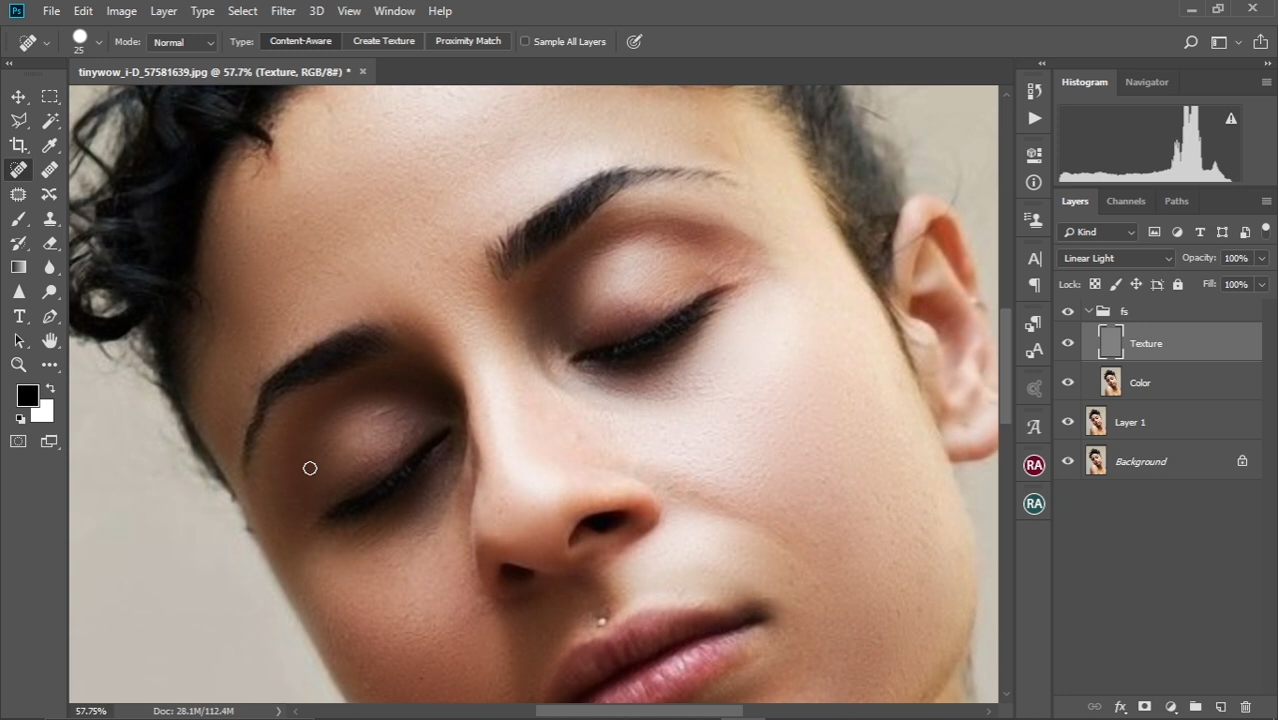 Ps File Edit Image Layer Type Select Filter 3D View Window Help
25 Mode: Normal Type: Content-Aware Create Texture Proximity Match Sample All Layers
tinywow_i-D_57581639.jpg @ 57.7% (Texture, RGB/8#) * ×
Histogram Navigator
Layers Channels Paths
Kind
Linear Light Opacity: 100%
Lock: Fill: 100%
fs
Texture
Color
Layer 1
Background
RA
RA
57.75% Doc: 28.1M/112.4M